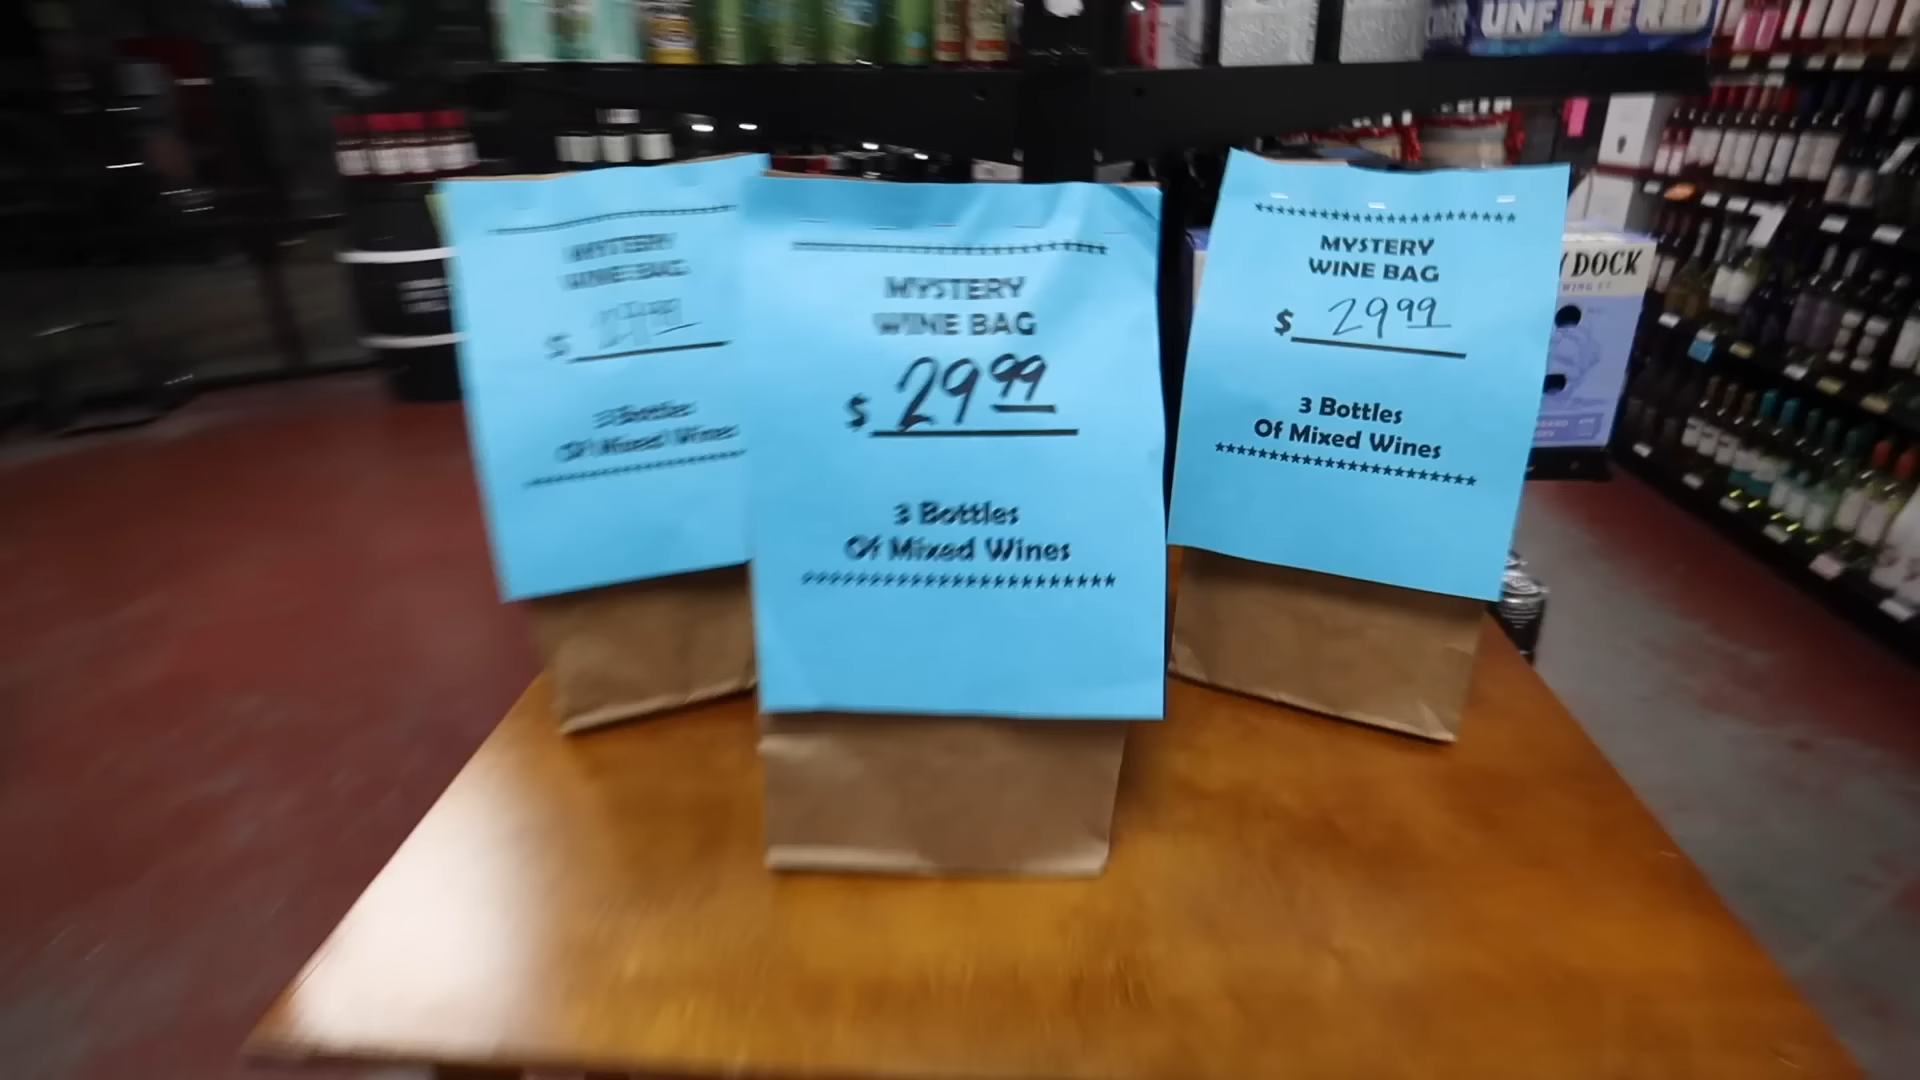 UNFILTERED
MYSTERY
WINE BAG
$
3 Bottles
Of Mixed Wines
MYSTERY
WINE BAG
$ 29.99
3 Bottles
Of Mixed Wines
MYSTERY
WINE BAG
$ 29.99
3 Bottles
Of Mixed Wines
DOCK